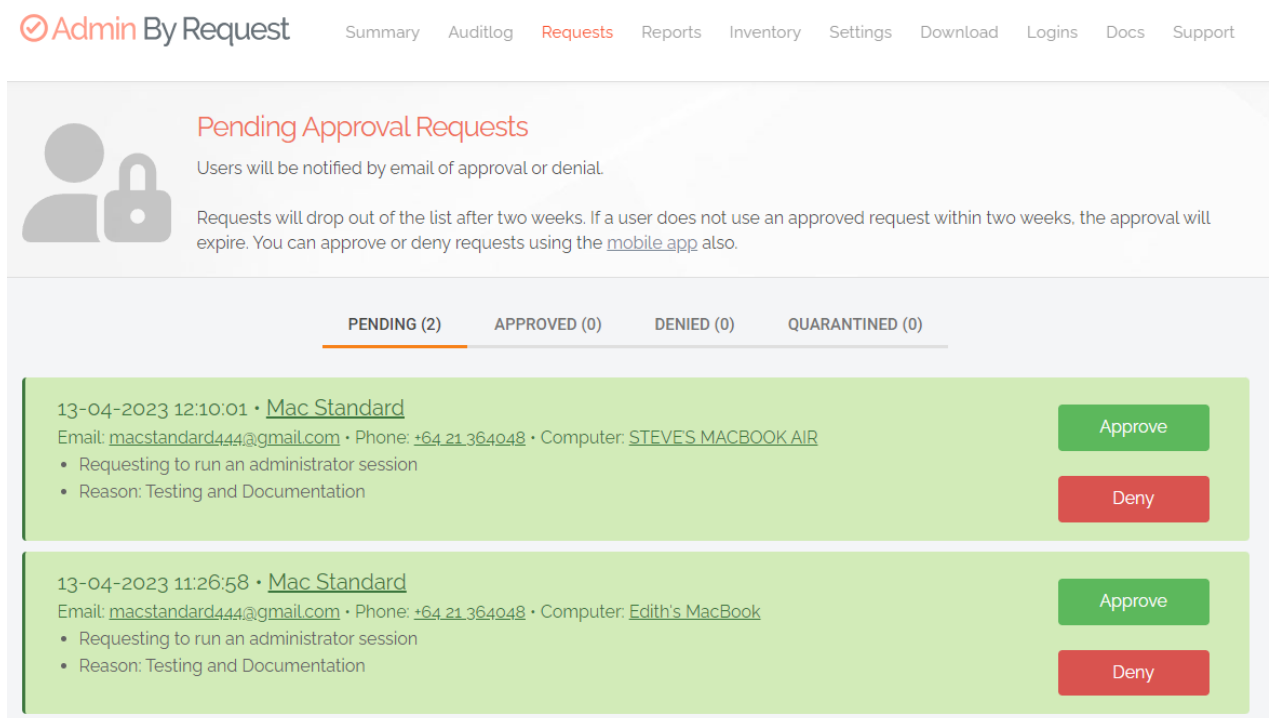 Admin By Request Summary Auditlog Requests Reports Inventory Settings Download Logins Docs Support
Pending Approval Requests
Users will be notified by email of approval or denial.
Requests will drop out of the list after two weeks. If a user does not use an approved request within two weeks, the approval will
expire. You can approve or deny requests using the mobile app also.
PENDING (2) APPROVED (0) DENIED (0) QUARANTINED (0)
13-04-2023 12:10:01 • Mac Standard
Email: macstandard444@gmail.com • Phone: +64 21 364048 • Computer: STEVE'S MACBOOK AIR
• Requesting to run an administrator session
• Reason: Testing and Documentation
Approve
Deny
13-04-2023 11:26:58 • Mac Standard
Email: macstandard444@gmail.com • Phone: +64 21 364048 • Computer: Edith's MacBook
• Requesting to run an administrator session
• Reason: Testing and Documentation
Approve
Deny